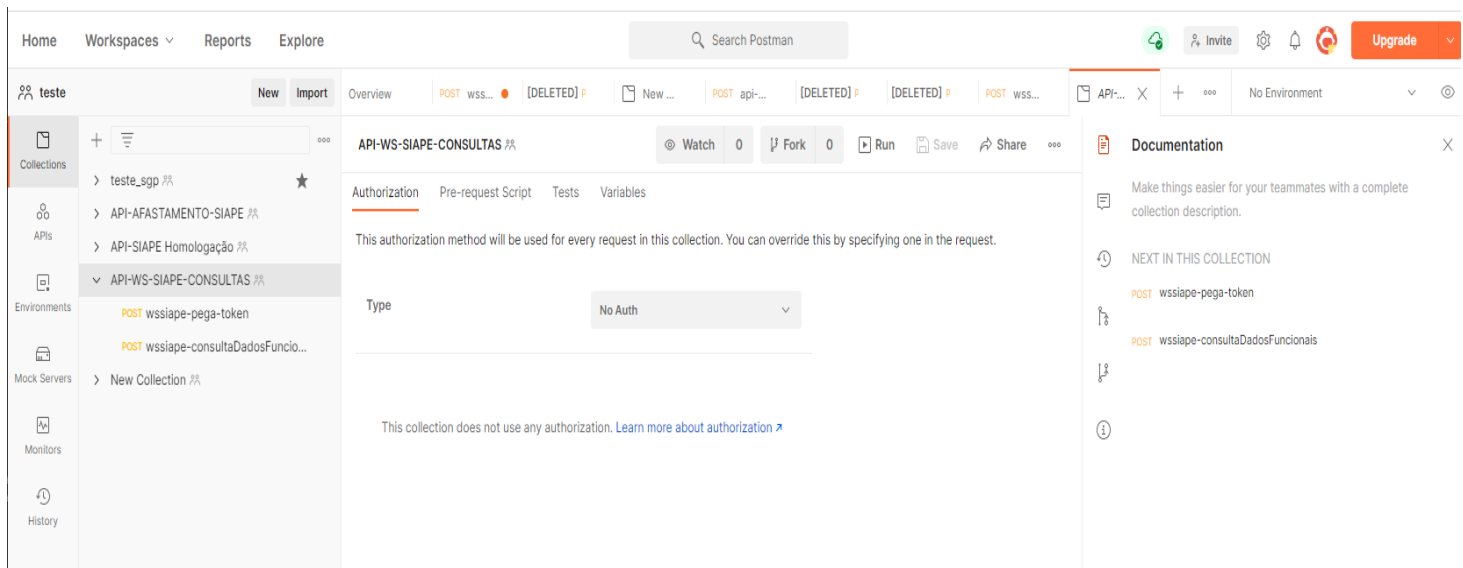 Home Workspaces Reports Explore Search Postman Invite Upgrade
teste New Import Overview POST wss... [DELETED] P New ... POST api-... [DELETED] P [DELETED] P POST wss... API-... No Environment
Collections
APIs
Environments
Mock Servers
Monitors
History
teste_sgp
API-AFASTAMENTO-SIAPE
API-SIAPE Homologação
API-WS-SIAPE-CONSULTAS
POST wssiape-pega-token
POST wssiape-consultaDadosFuncio...
New Collection
API-WS-SIAPE-CONSULTAS Watch 0 Fork 0 Run Save Share
Authorization Pre-request Script Tests Variables
This authorization method will be used for every request in this collection. You can override this by specifying one in the request.
Type No Auth
This collection does not use any authorization. Learn more about authorization
Documentation
Make things easier for your teammates with a complete
collection description.
NEXT IN THIS COLLECTION
POST wssiape-pega-token
POST wssiape-consultaDadosFuncionais